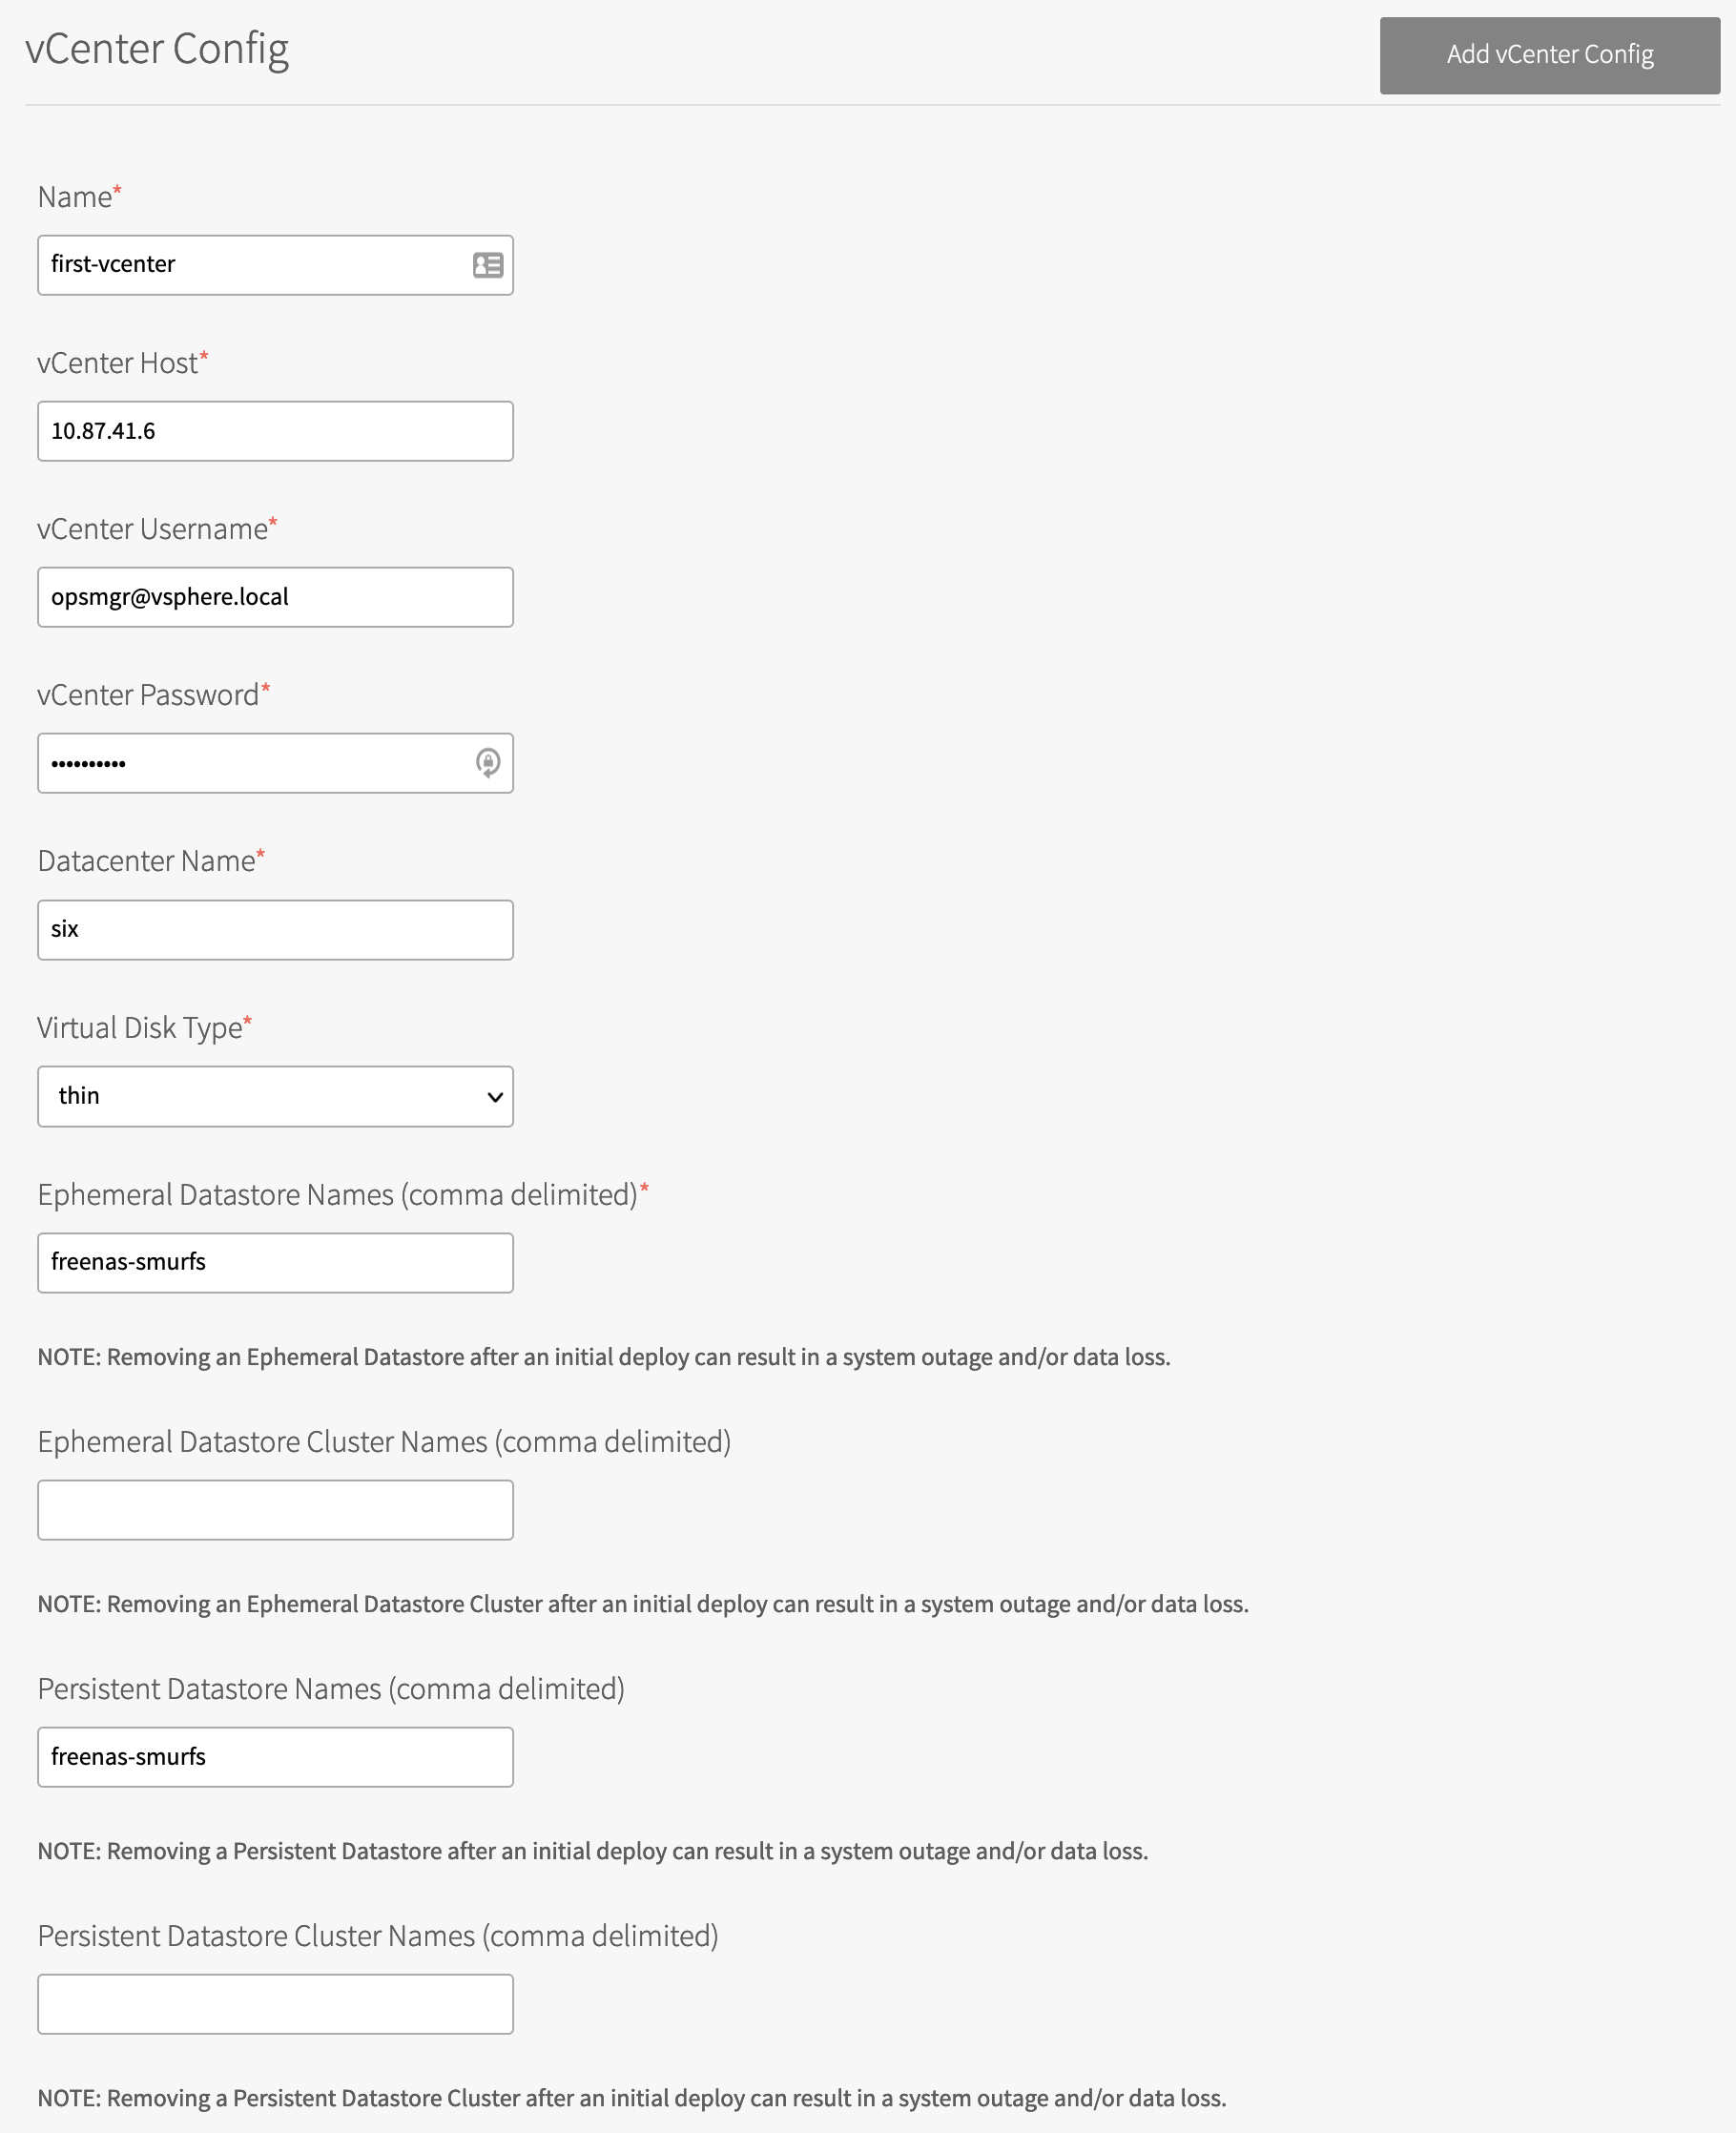 vCenter Config
Add vCenter Config
Name*
first-vcenter
vCenter Host*
10.87.41.6
vCenter Username*
opsmgr@vsphere.local
vCenter Password*
••••••••••
Datacenter Name*
six
Virtual Disk Type*
thin
Ephemeral Datastore Names (comma delimited)*
freenas-smurfs
NOTE: Removing an Ephemeral Datastore after an initial deploy can result in a system outage and/or data loss.
Ephemeral Datastore Cluster Names (comma delimited)
NOTE: Removing an Ephemeral Datastore Cluster after an initial deploy can result in a system outage and/or data loss.
Persistent Datastore Names (comma delimited)
freenas-smurfs
NOTE: Removing a Persistent Datastore after an initial deploy can result in a system outage and/or data loss.
Persistent Datastore Cluster Names (comma delimited)
NOTE: Removing a Persistent Datastore Cluster after an initial deploy can result in a system outage and/or data loss.